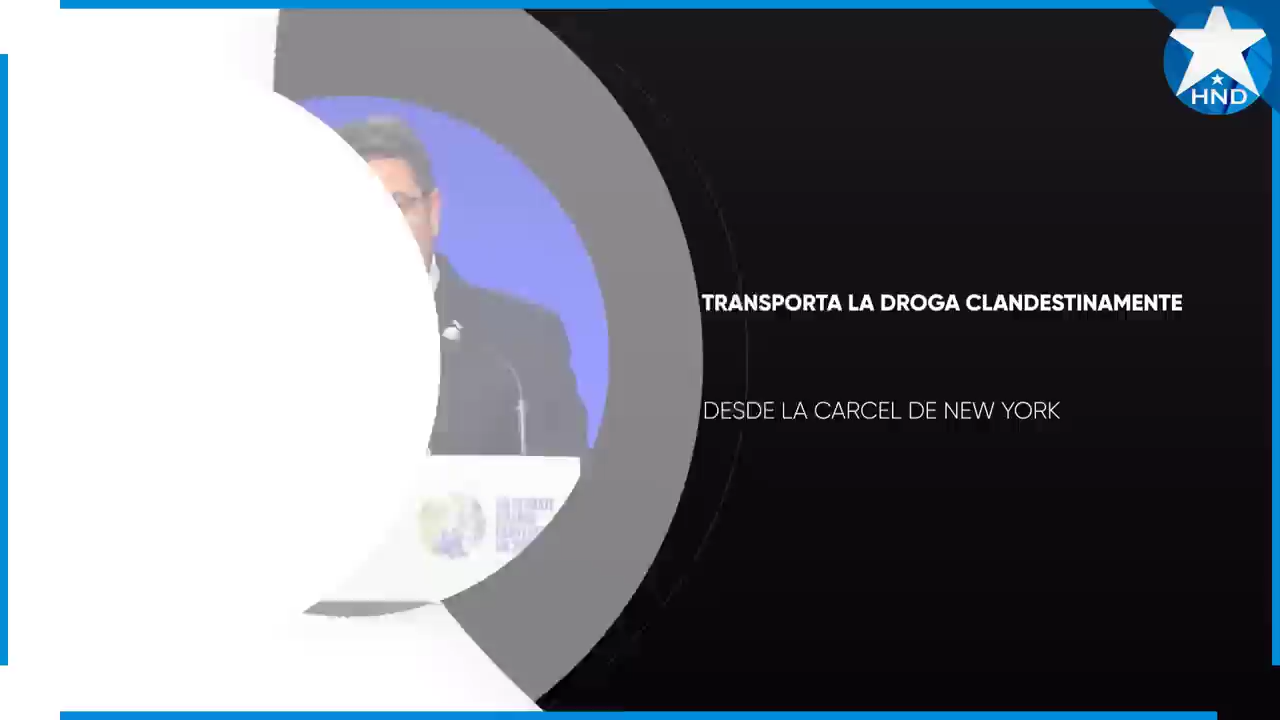 HND
TRANSPORTA LA DROGA CLANDESTINAMENTE
DESDE LA CARCEL DE NEW YORK